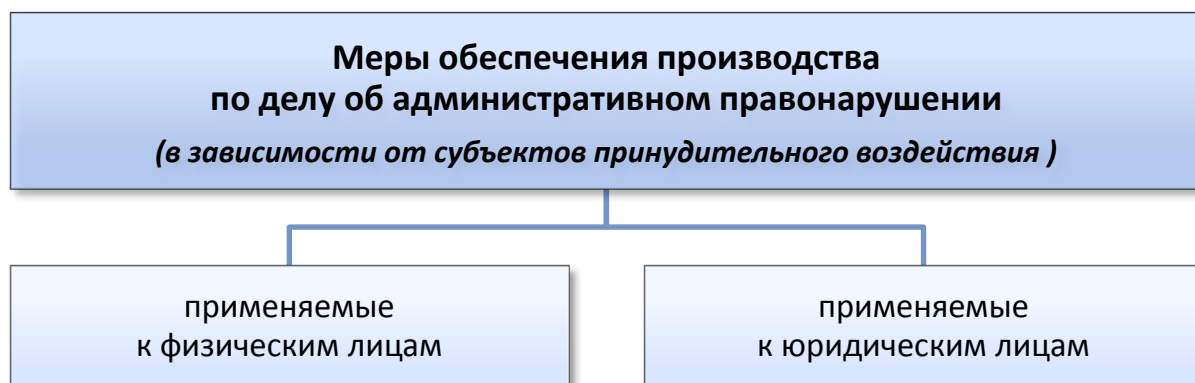 Меры обеспечения производства
по делу об административном правонарушении
(в зависимости от субъектов принудительного воздействия )
применяемые
к физическим лицам
применяемые
к юридическим лицам